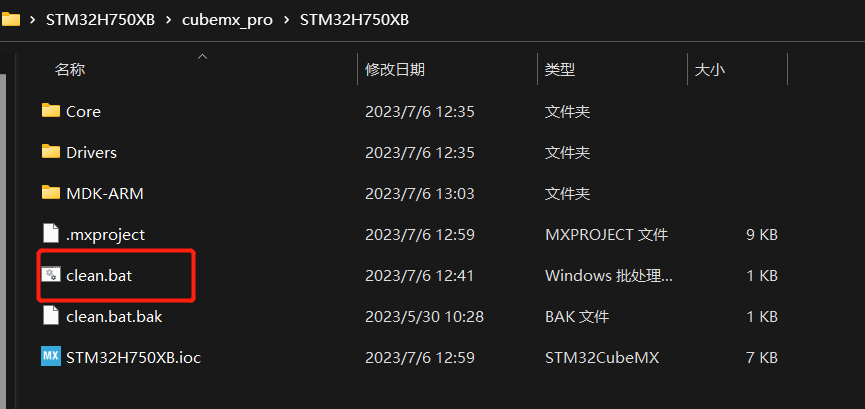 STM32H750XB > cubemx_pro > STM32H750XB
名称 修改日期 类型 大小
Core 2023/7/6 12:35 文件夹
Drivers 2023/7/6 12:35 文件夹
MDK-ARM 2023/7/6 13:03 文件夹
.mxproject 2023/7/6 12:59 MXPROJECT 文件 9 KB
clean.bat 2023/7/6 12:41 Windows 批处理... 1 KB
clean.bat.bak 2023/5/30 10:28 BAK 文件 1 KB
MX STM32H750XB.ioc 2023/7/6 12:59 STM32CubeMX 7 KB